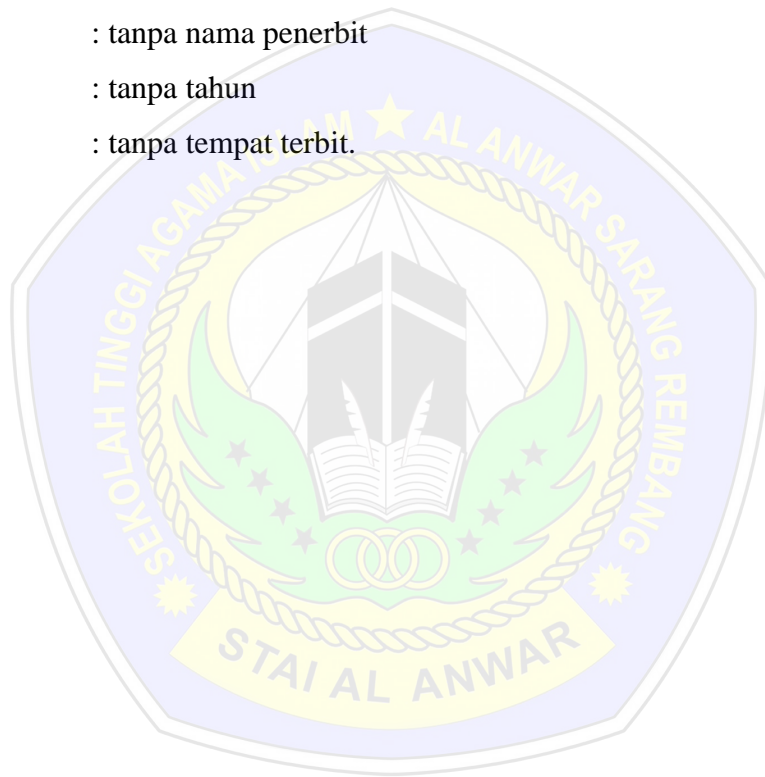 : tanpa nama penerbit
: tanpa tahun
: tanpa tempat terbit.
SEKOLAH TINGGI AGAMA ISLAM ★ AL ANWAR SARANG REMBANG
STAI AL ANWAR